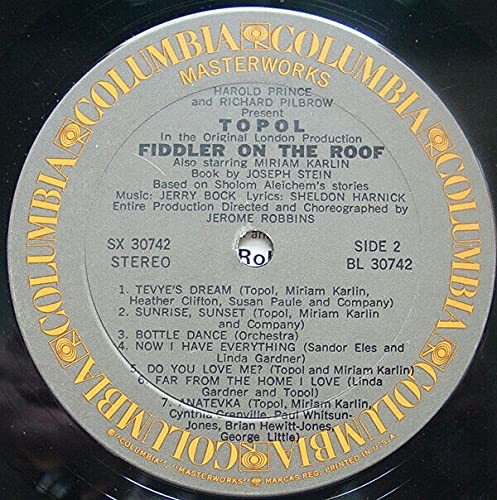 COLUMBIA COLUMBIA COLUMBIA COLUMBIA COLUMBIA COLUMBIA
MASTERWORKS
HAROLD PRINCE
and RICHARD PILBROW
Present
TOPOL
In the Original London Production
FIDDLER ON THE ROOF
Also starring MIRIAM KARLIN
Book by JOSEPH STEIN
Based on Sholom Aleichem's stories
Music: JERRY BOCK Lyrics: SHELDON HARNICK
Entire Production Directed and Choreographed by
JEROME ROBBINS
SX 30742
STEREO
an
Rol
SIDE 2
BL 30742
1. TEVYE'S DREAM (Topol, Miriam Karlin,
Heather Clifton, Susan Paule and Company)
2. SUNRISE, SUNSET (Topol, Miriam Karlin
and Company)
3. BOTTLE DANCE (Orchestra)
4. NOW I HAVE EVERYTHING (Sandor Eles and
Linda Gardner)
5. DO YOU LOVE ME? (Topol and Miriam Karlin)
6. FAR FROM THE HOME I LOVE (Linda
Gardner and Topol)
7. ANATEVKA (Topol, Miriam Karlin,
Cynthia Grenville, Paul Whitsun-
Jones, Brian Hewitt-Jones,
George Little)
® "COLUMBIA", "MASTERWORKS" MARCAS REG. PRINTED IN U.S.A.